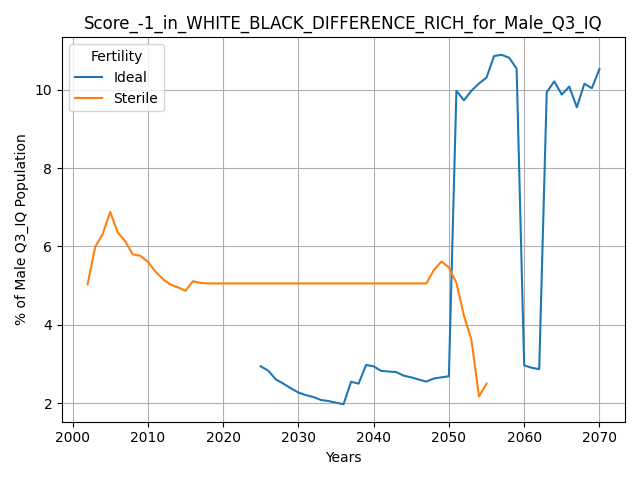 Score_-1_in_WHITE_BLACK_DIFFERENCE_RICH_for_Male_Q3_IQ
Fertility
Ideal
Sterile
% of Male Q3_IQ Population
10
8
6
4
2
2000 2010 2020 2030 2040 2050 2060 2070
Years